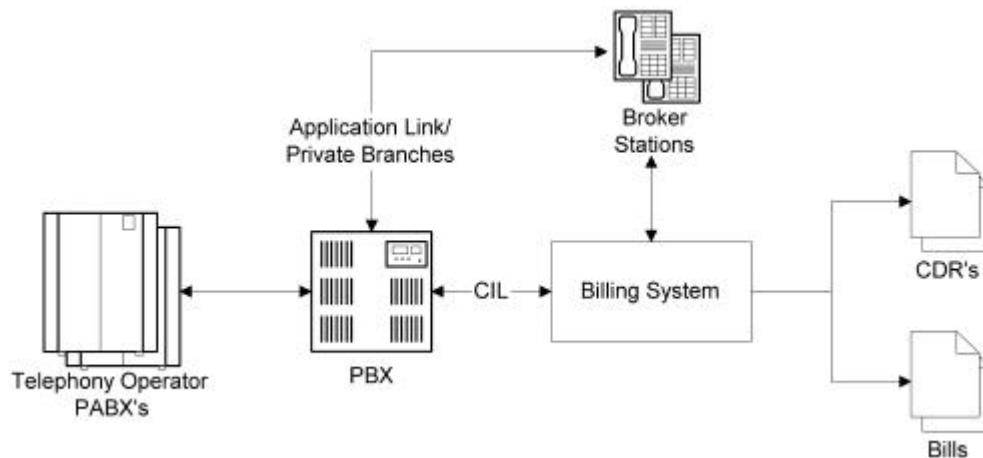 Broker
Stations
Application Link/
Private Branches
CDR's
CIL
Billing System
Telephony Operator
PABX's
PBX
Bills